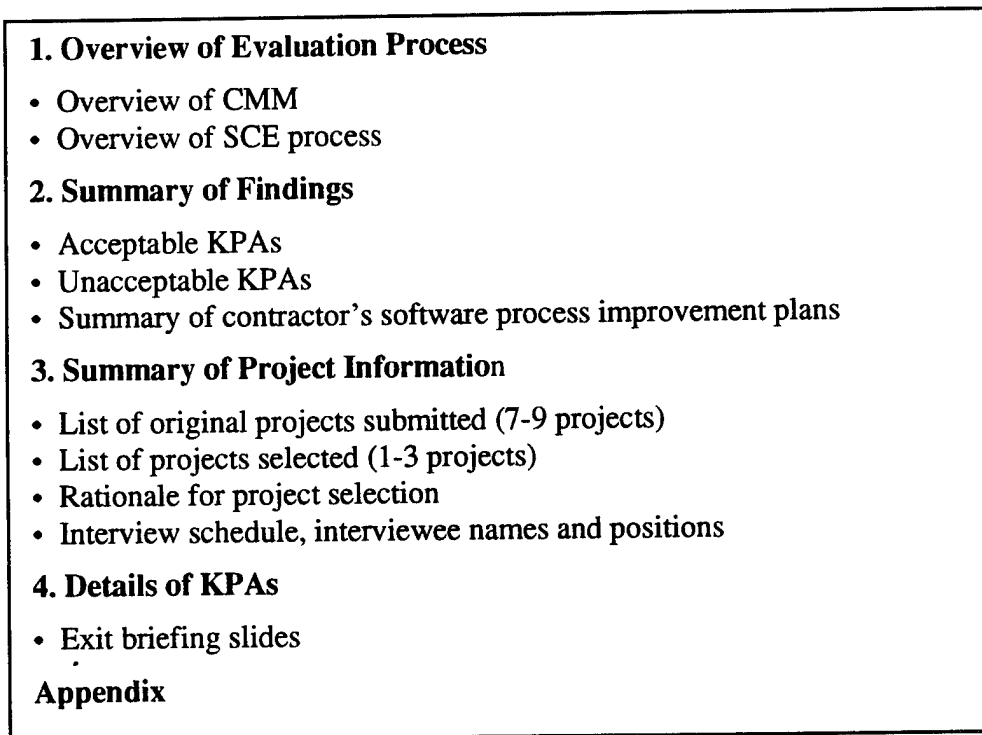 1. Overview of Evaluation Process
• Overview of CMM
• Overview of SCE process
2. Summary of Findings
• Acceptable KPAs
• Unacceptable KPAs
• Summary of contractor's software process improvement plans
3. Summary of Project Information
• List of original projects submitted (7-9 projects)
• List of projects selected (1-3 projects)
• Rationale for project selection
• Interview schedule, interviewee names and positions
4. Details of KPAs
• Exit briefing slides
Appendix